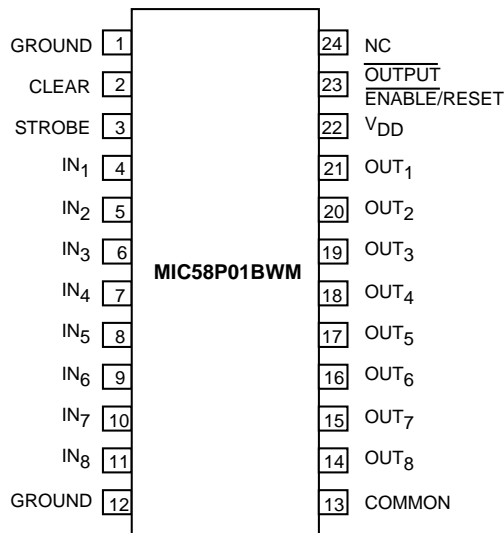 GROUND 1 24 NC
CLEAR 2 23 OUTPUT
ENABLE/RESET
STROBE 3 22 VDD
IN1 4 21 OUT1
IN2 5 20 OUT2
IN3 6 19 OUT3
MIC58P01BWM
IN4 7 18 OUT4
IN5 8 17 OUT5
IN6 9 16 OUT6
IN7 10 15 OUT7
IN8 11 14 OUT8
GROUND 12 13 COMMON